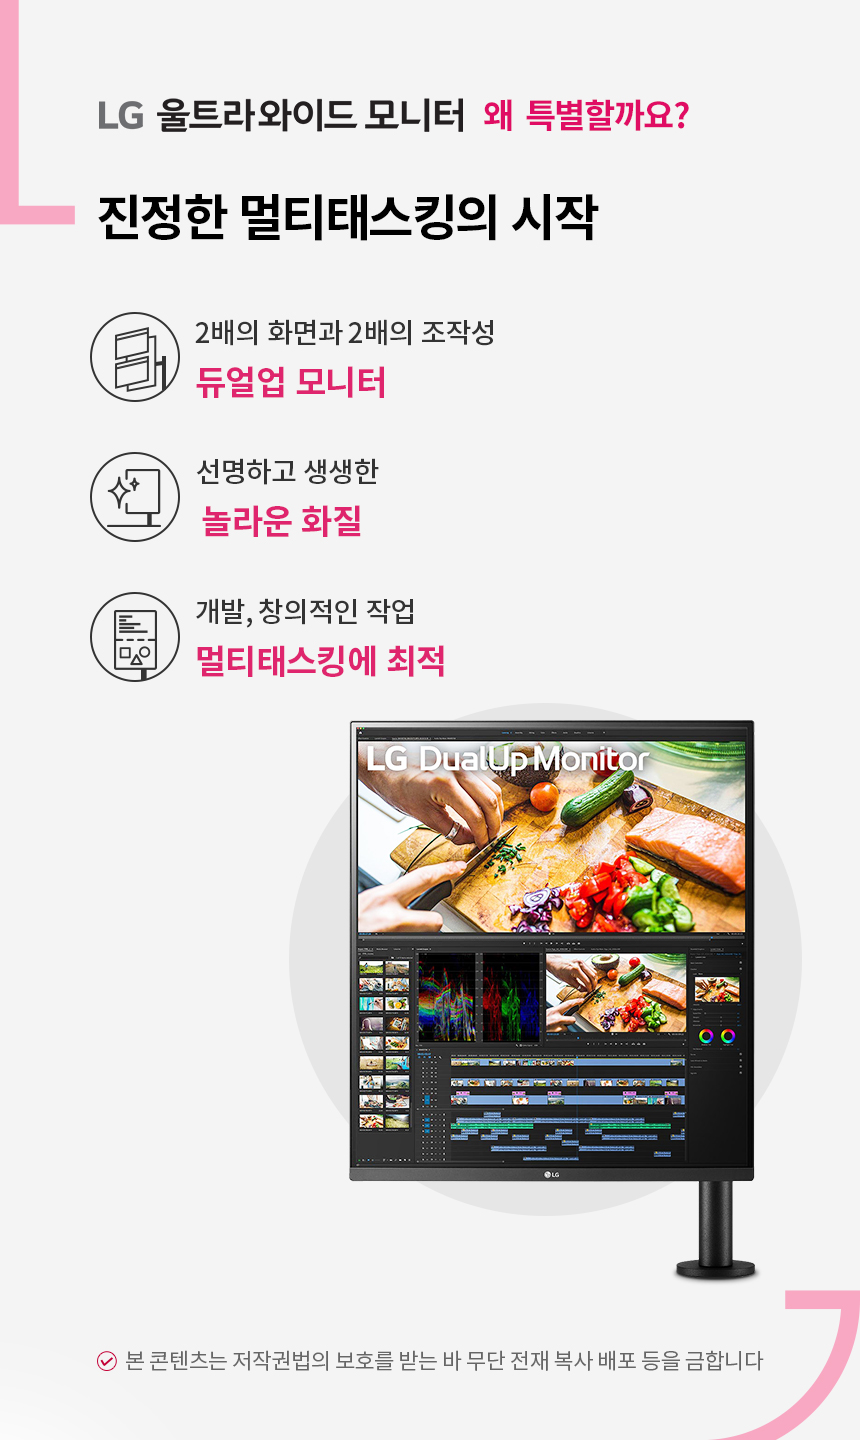 LG 울트라와이드 모니터 왜 특별할까요?
진정한 멀티태스킹의 시작
2배의 화면과 2배의 조작성
듀얼업 모니터
선명하고 생생한
놀라운 화질
개발, 창의적인 작업
멀티태스킹에 최적
LG DualUp Monitor
LG
본 콘텐츠는 저작권법의 보호를 받는 바 무단 전재 복사 배포 등을 금합니다